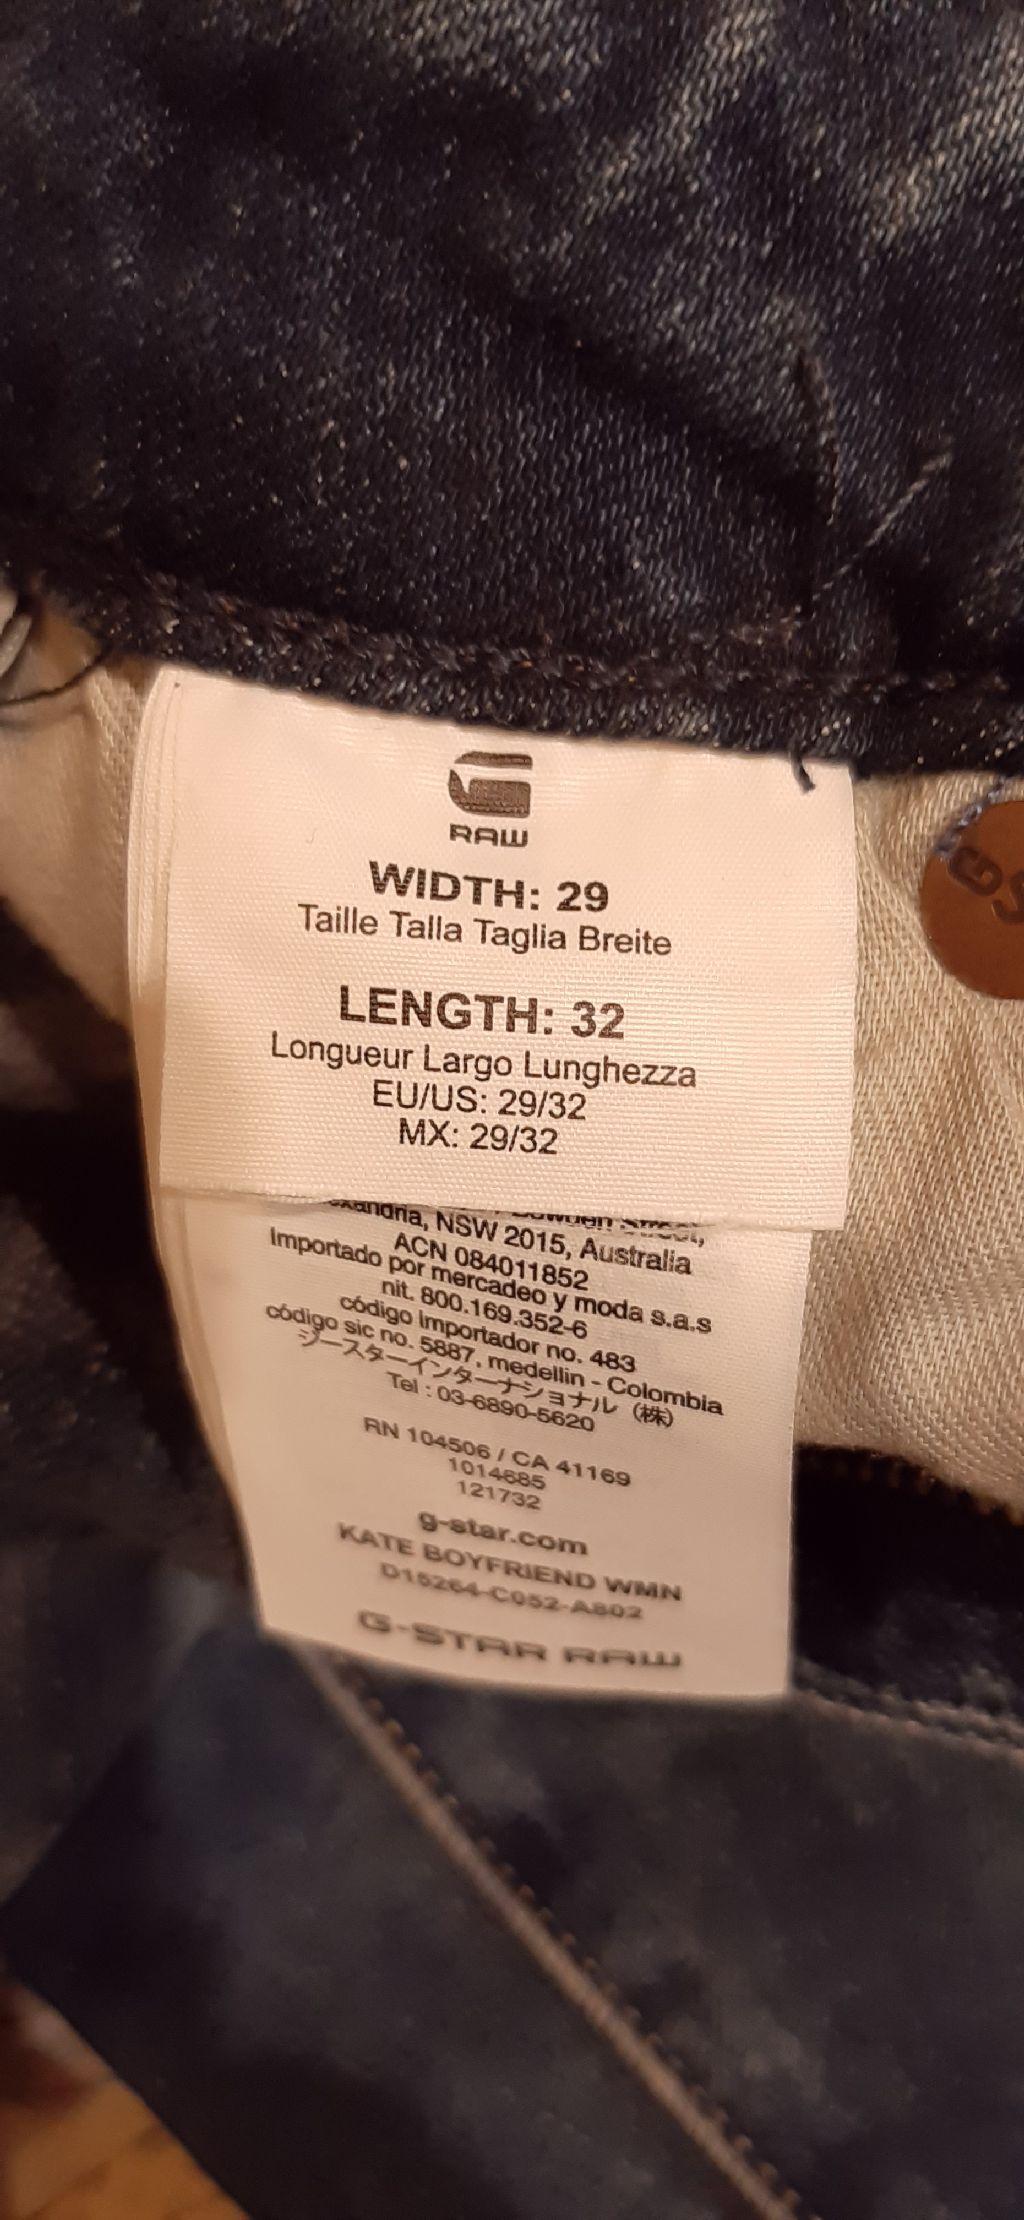 RAW
WIDTH: 29
Taille Talla Taglia Breite
LENGTH: 32
Longueur Largo Lunghezza
EU/US: 29/32
MX: 29/32
NSW 2015, Australia
ACN 084011852
Importado por mercadeo y moda s.a.s
nit. 800.169.352-6
código Importador no. 483
código sic no. 5887, medellin - Colombia
ジースターインターナショナル (株)
Tel : 03-6890-5620
RN 104506 / CA 41169
1014685
121732
g-star.com
KATE BOYFRIEND WMN
D15264-C052-A802
G-STAR RAW